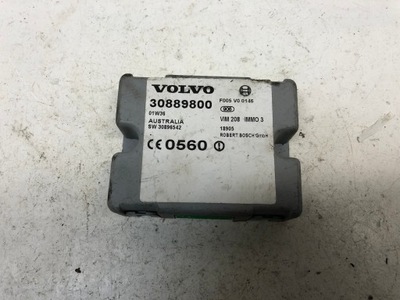 VOLVO
30889800
01W36
AUSTRALIA
SW 30896542
CE 0560
F005 V0 0146
906
VIM 206 IMMO 3
18905
ROBERT BOSCH GmbH